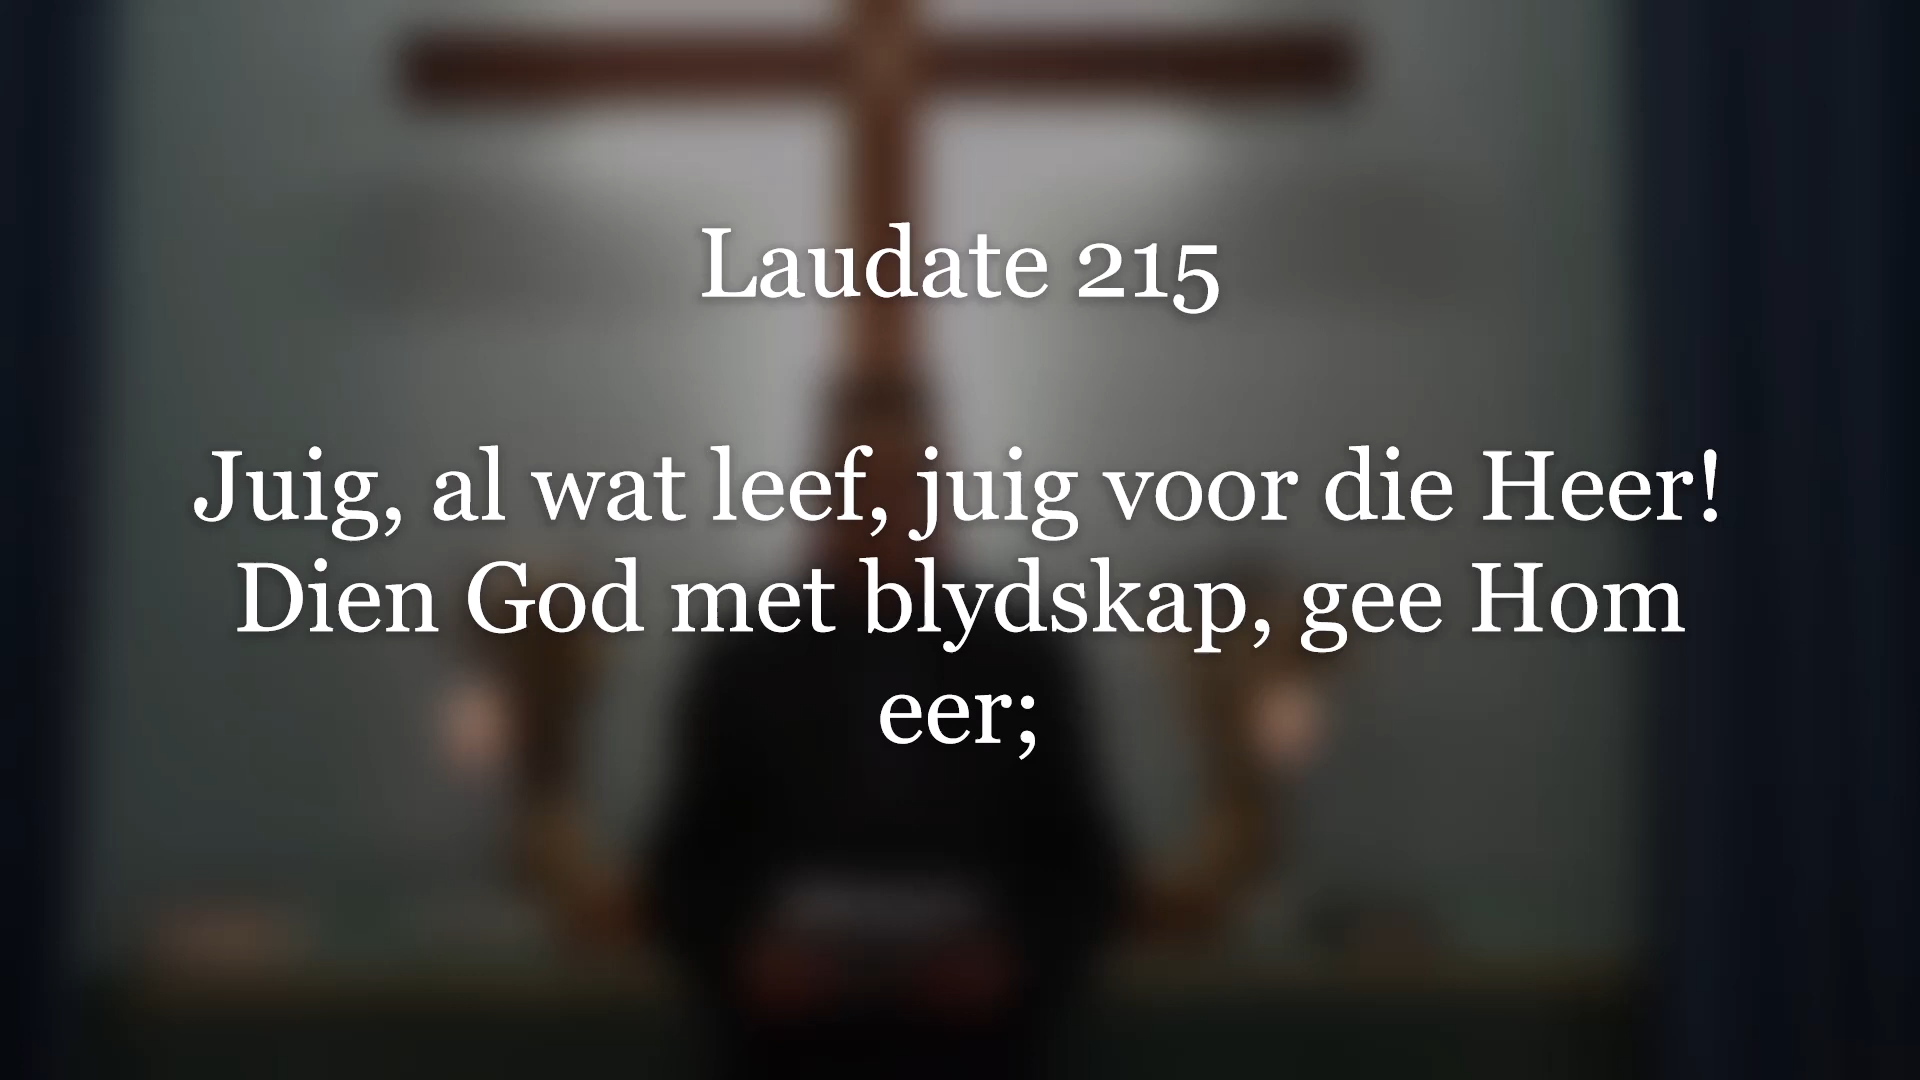 Laudate 215
Juig, al wat leef, juig voor die Heer!
Dien God met blydskap, gee Hom
eer;